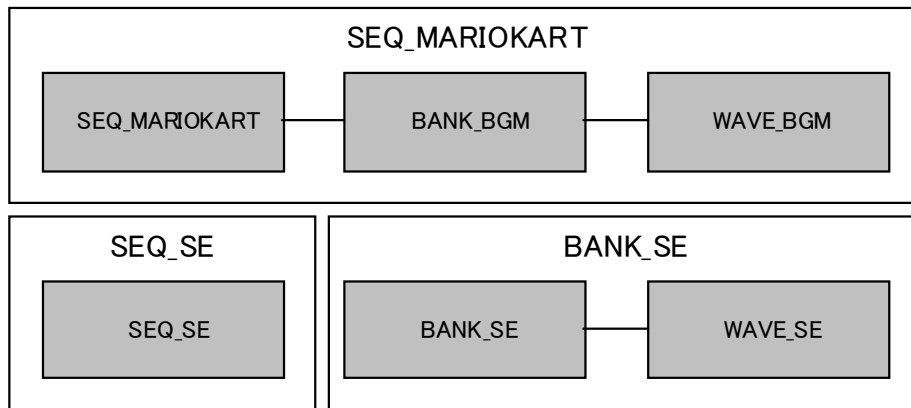 SEQ_MARIOKART
SEQ_MARIOKART
BANK_BGM
WAVE_BGM
SEQ_SE
SEQ_SE
BANK_SE
BANK_SE
WAVE_SE